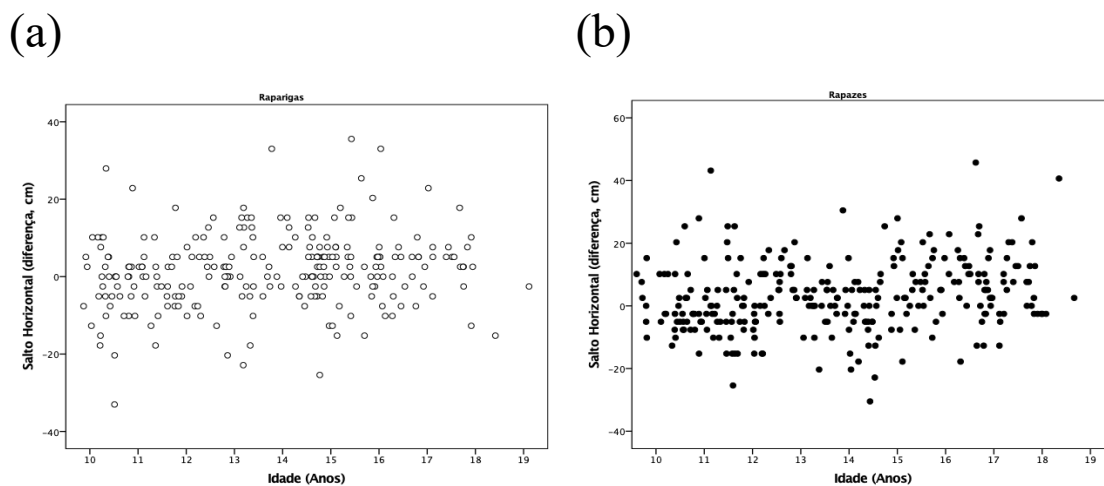 (a)
(b)
Raparigas
Salto Horizontal (diferença, cm)
40
20
0
-20
-40
10 11 12 13 14 15 16 17 18 19
Idade (Anos)
Rapazes
Salto Horizontal (diferença, cm)
60
40
20
0
-20
-40
10 11 12 13 14 15 16 17 18 19
Idade (Anos)